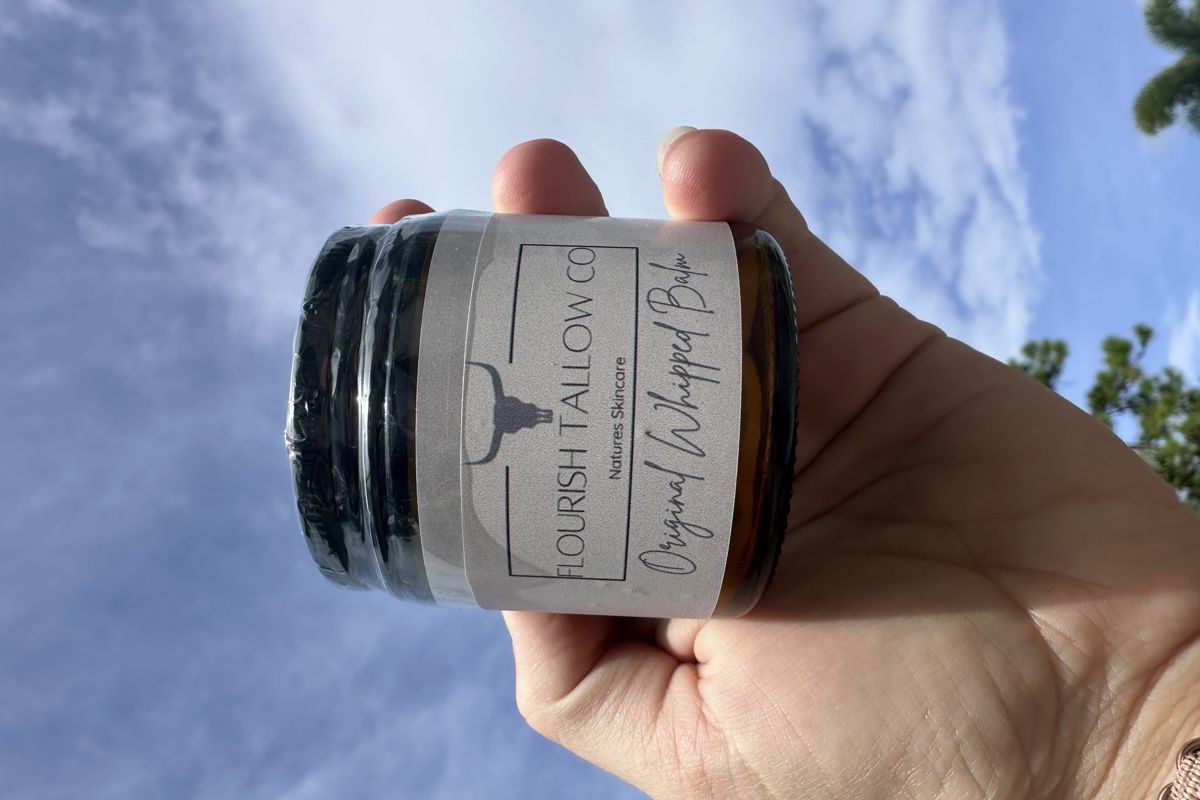 FLOURISH TALLOW CO
Natures Skincare
Original Whipped Balm